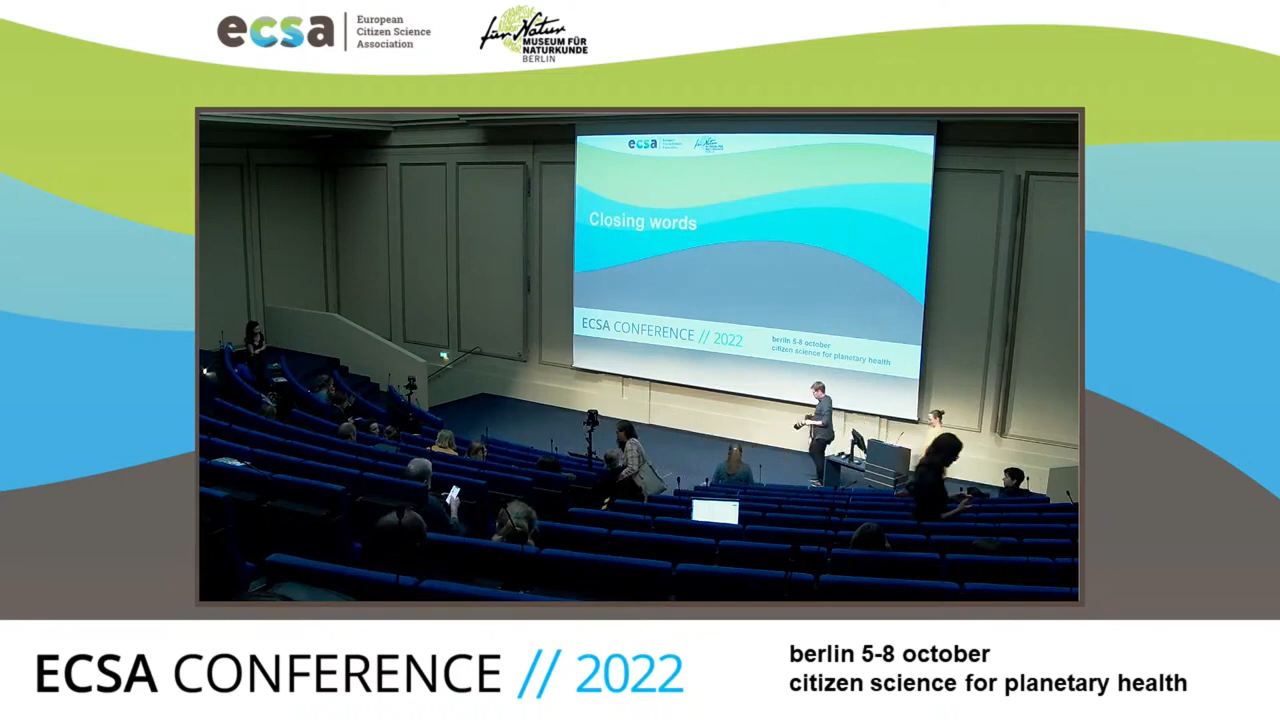 ecsa
European
Citizen Science
Association
für Natur
MUSEUM FÜR
NATURKUNDE
BERLIN
ecsa
Closing words
ECSA CONFERENCE // 2022
berlin 5-8 october
citizen science for planetary health
ECSA CONFERENCE // 2022
berlin 5-8 october
citizen science for planetary health